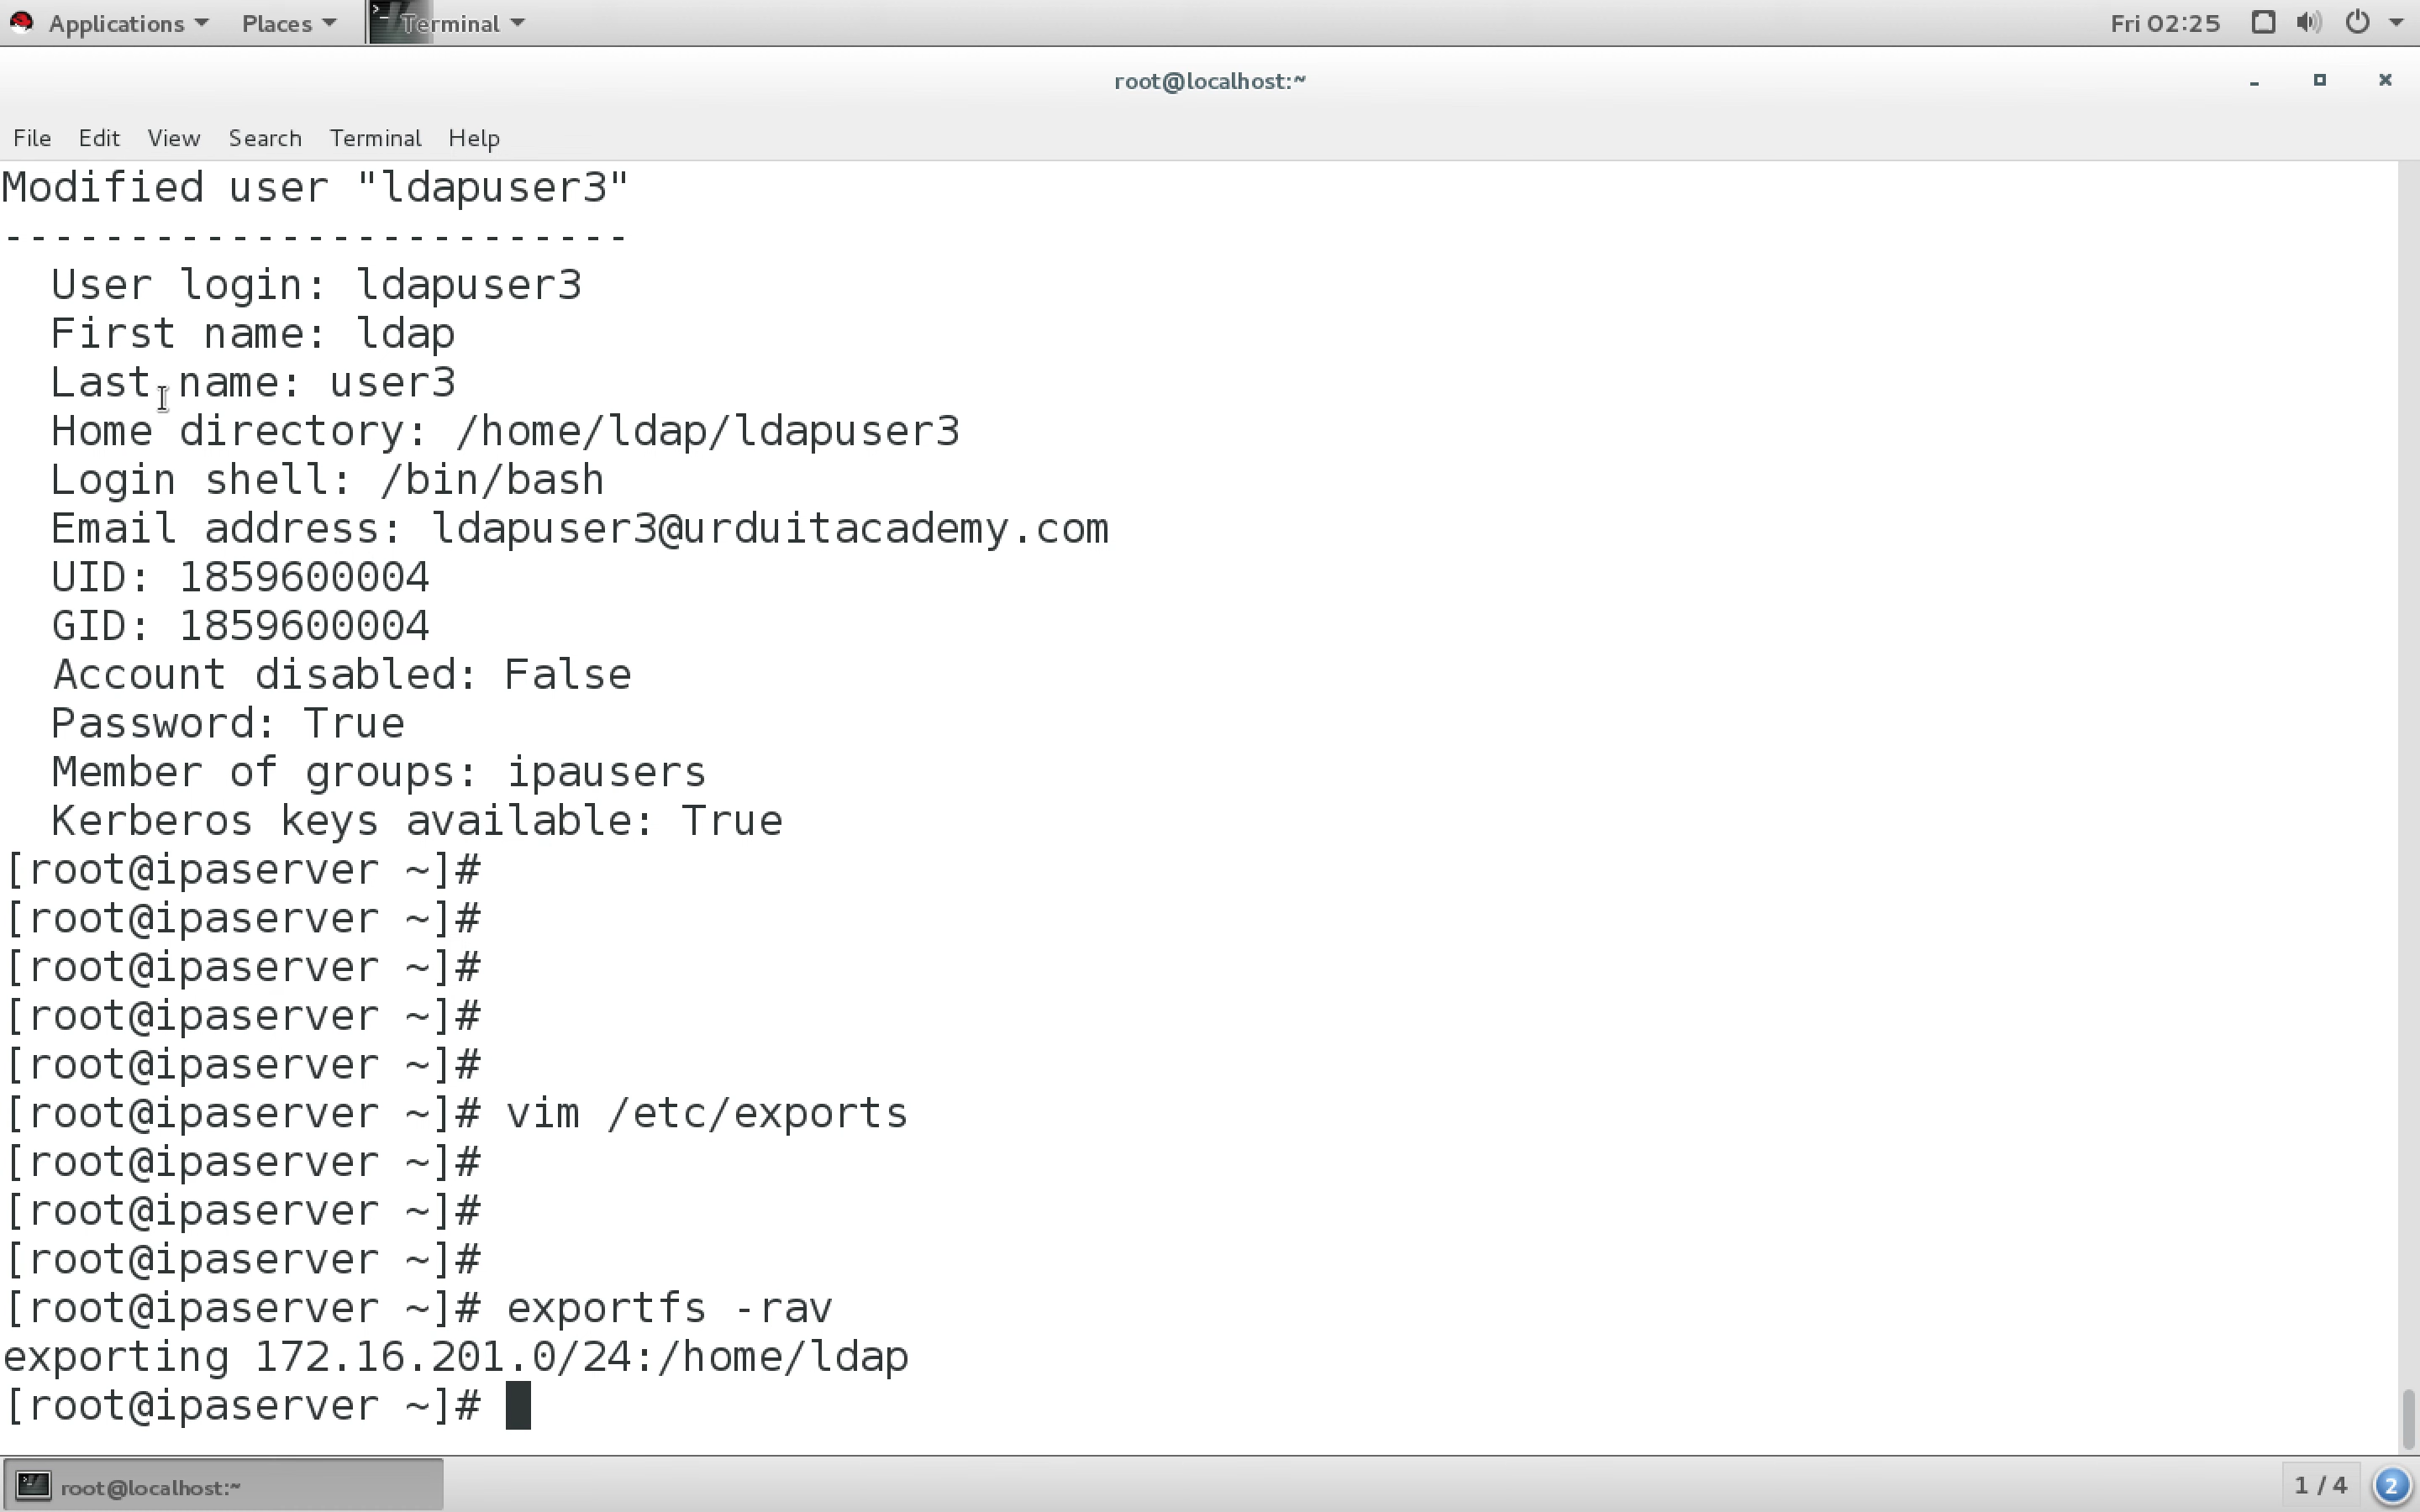 Applications Places Terminal Fri 02:25
root@localhost:~
File Edit View Search Terminal Help
Modified user "ldapuser3"
-------------------------
  User login: ldapuser3
  First name: ldap
  Last name: user3
  Home directory: /home/ldap/ldapuser3
  Login shell: /bin/bash
  Email address: ldapuser3@urduitacademy.com
  UID: 1859600004
  GID: 1859600004
  Account disabled: False
  Password: True
  Member of groups: ipausers
  Kerberos keys available: True
[root@ipaserver ~]#
[root@ipaserver ~]#
[root@ipaserver ~]#
[root@ipaserver ~]#
[root@ipaserver ~]#
[root@ipaserver ~]# vim /etc/exports
[root@ipaserver ~]#
[root@ipaserver ~]#
[root@ipaserver ~]#
[root@ipaserver ~]# exportfs -rav
exporting 172.16.201.0/24:/home/ldap
[root@ipaserver ~]#
root@localhost:~ 1 / 4 2